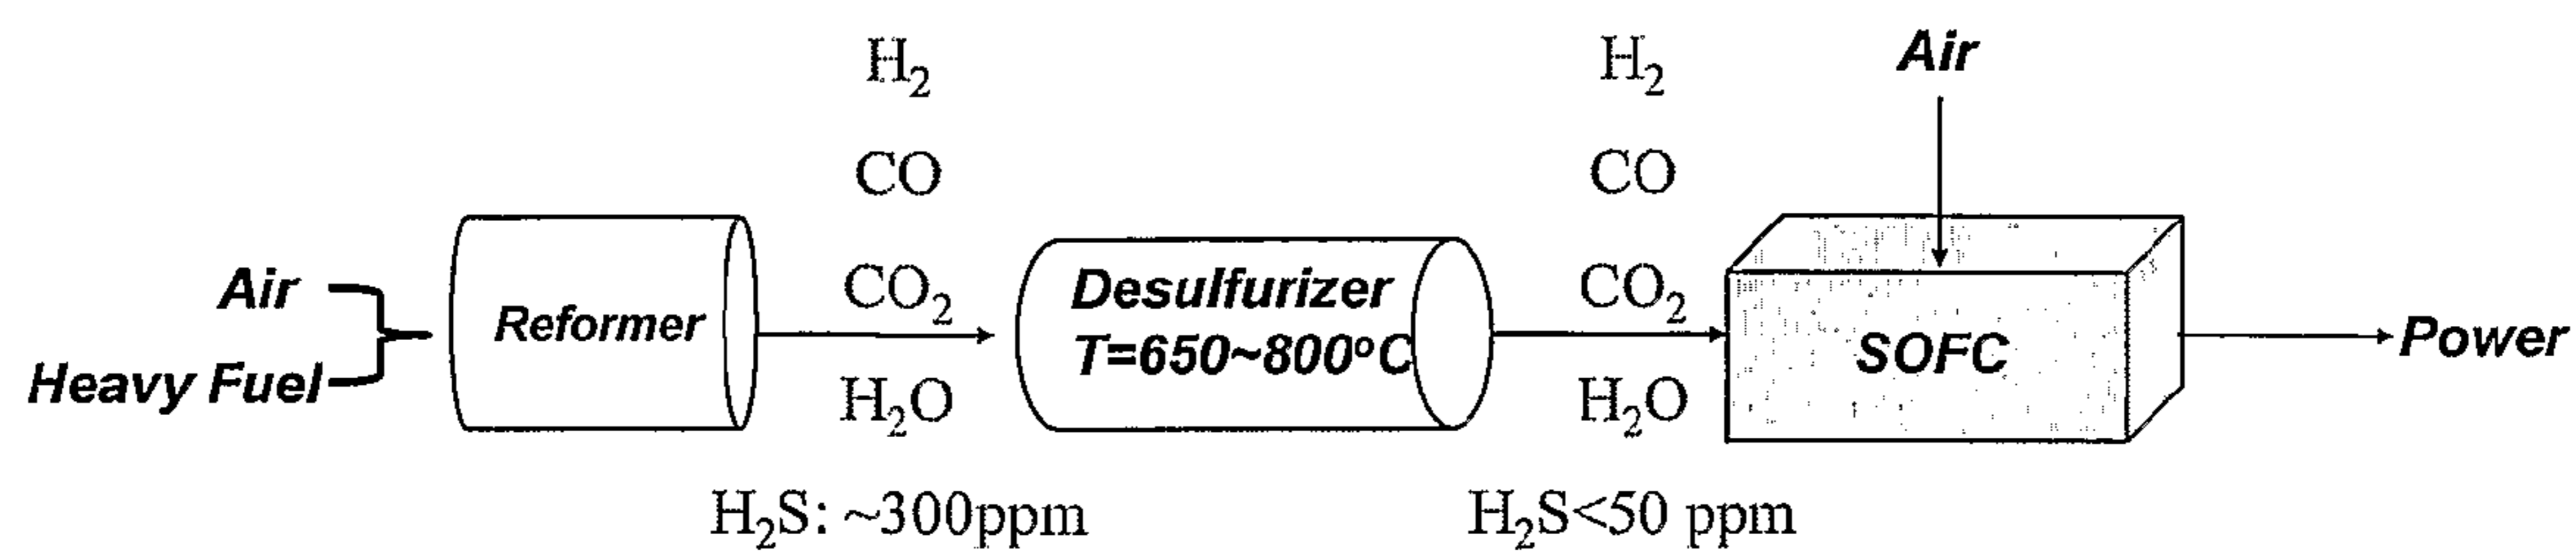 Air
Heavy Fuel
Reformer
H₂
CO
CO₂
H₂O
H₂S: ~300ppm
Desulfurizer
T=650~800°C
H₂
CO
CO₂
H₂O
H₂S<50 ppm
Air
SOFC
Power